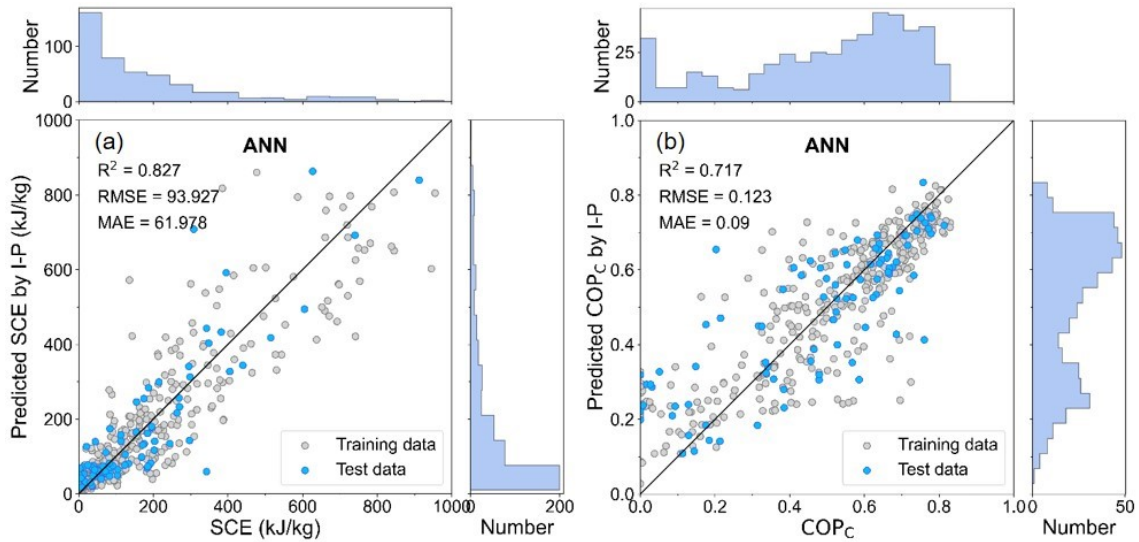 Number
100
0
Number
25
0
1000
800
600
400
200
0
Predicted SCE by I-P (kJ/kg)
(a)
ANN
R² = 0.827
RMSE = 93.927
MAE = 61.978
Training data
Test data
0 200 400 600 800 1000
SCE (kJ/kg)
0 200
Number
1.0
0.8
0.6
0.4
0.2
0.0
Predicted COP_C by I-P
(b)
ANN
R² = 0.717
RMSE = 0.123
MAE = 0.09
Training data
Test data
0.0 0.2 0.4 0.6 0.8 1.0
COP_C
0 50
Number